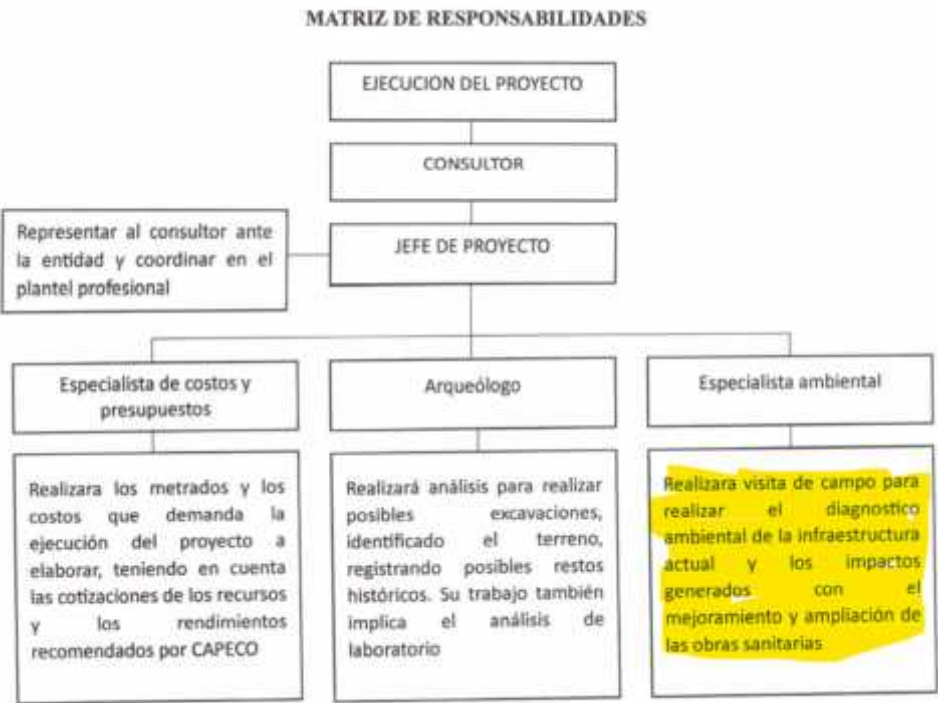 MATRIZ DE RESPONSABILIDADES
EJECUCION DEL PROYECTO
CONSULTOR
JEFE DE PROYECTO
Representar al consultor ante
la entidad y coordinar en el
plantel profesional
Especialista de costos y
presupuestos
Realizara los metrados y los
costos que demanda la
ejecución del proyecto a
elaborar, teniendo en cuenta
las cotizaciones de los recursos
y los rendimientos
recomendados por CAPECO
Arqueólogo
Realizará análisis para realizar
posibles excavaciones,
identificado el terreno,
registrando posibles restos
históricos. Su trabajo también
implica el análisis de
laboratorio
Especialista ambiental
Realizara visita de campo para
realizar el diagnostico
ambiental de la infraestructura
actual y los impactos
generados con el
mejoramiento y ampliación de
las obras sanitarias